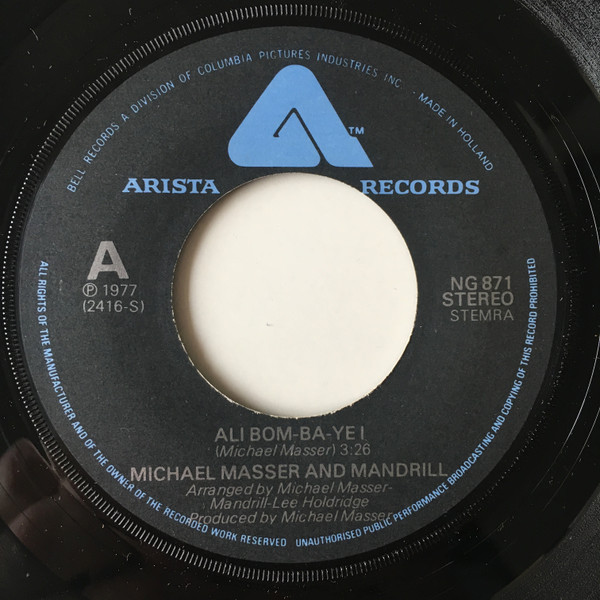 BELL RECORDS A DIVISION OF COLUMBIA PICTURES INDUSTRIES INC. MADE IN HOLLAND
TM
ARISTA RECORDS
A
℗ 1977
(2416-S)
NG 871
STEREO
STEMRA
ALI BOM-BA-YE I
(Michael Masser) 3:26
MICHAEL MASSER AND MANDRILL
Arranged by Michael Masser-
Mandrill-Lee Holdridge
Produced by Michael Masser
ALL RIGHTS OF THE MANUFACTURER AND OF THE OWNER OF THE RECORDED WORK RESERVED UNAUTHORISED PUBLIC PERFORMANCE BROADCASTING AND COPYING OF THIS RECORD PROHIBITED